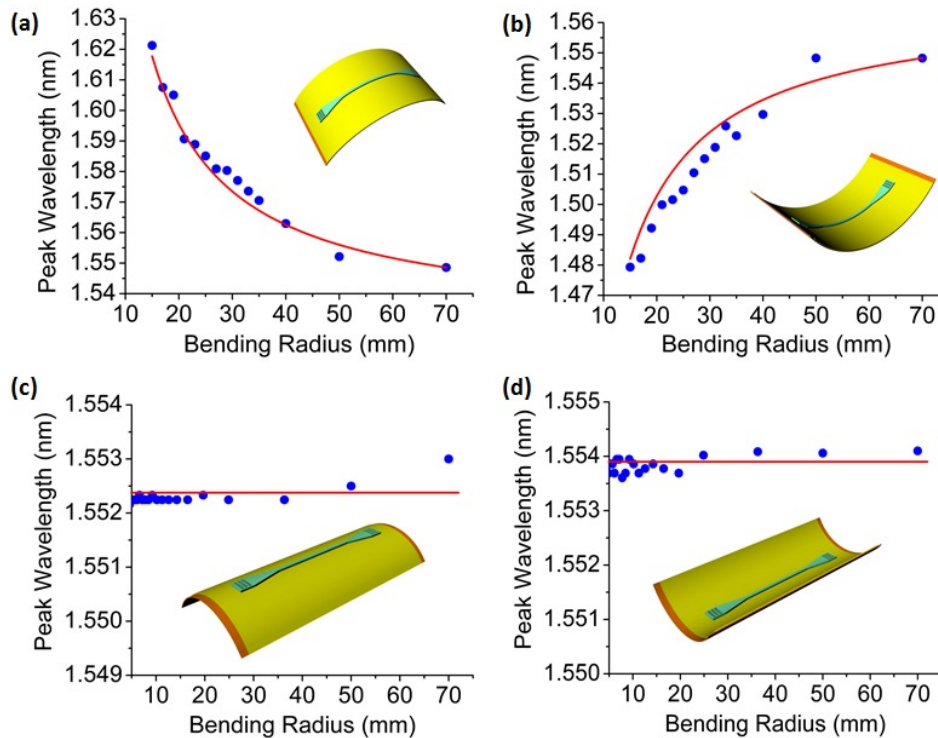 (a)
Peak Wavelength (nm)
1.63
1.62
1.61
1.60
1.59
1.58
1.57
1.56
1.55
1.54
10 20 30 40 50 60 70
Bending Radius (mm)
(b)
Peak Wavelength (nm)
1.56
1.55
1.54
1.53
1.52
1.51
1.50
1.49
1.48
1.47
10 20 30 40 50 60 70
Bending Radius (mm)
(c)
Peak Wavelength (nm)
1.554
1.553
1.552
1.551
1.550
1.549
10 20 30 40 50 60 70
Bending Radius (mm)
(d)
Peak Wavelength (nm)
1.555
1.554
1.553
1.552
1.551
1.550
10 20 30 40 50 60 70
Bending Radius (mm)